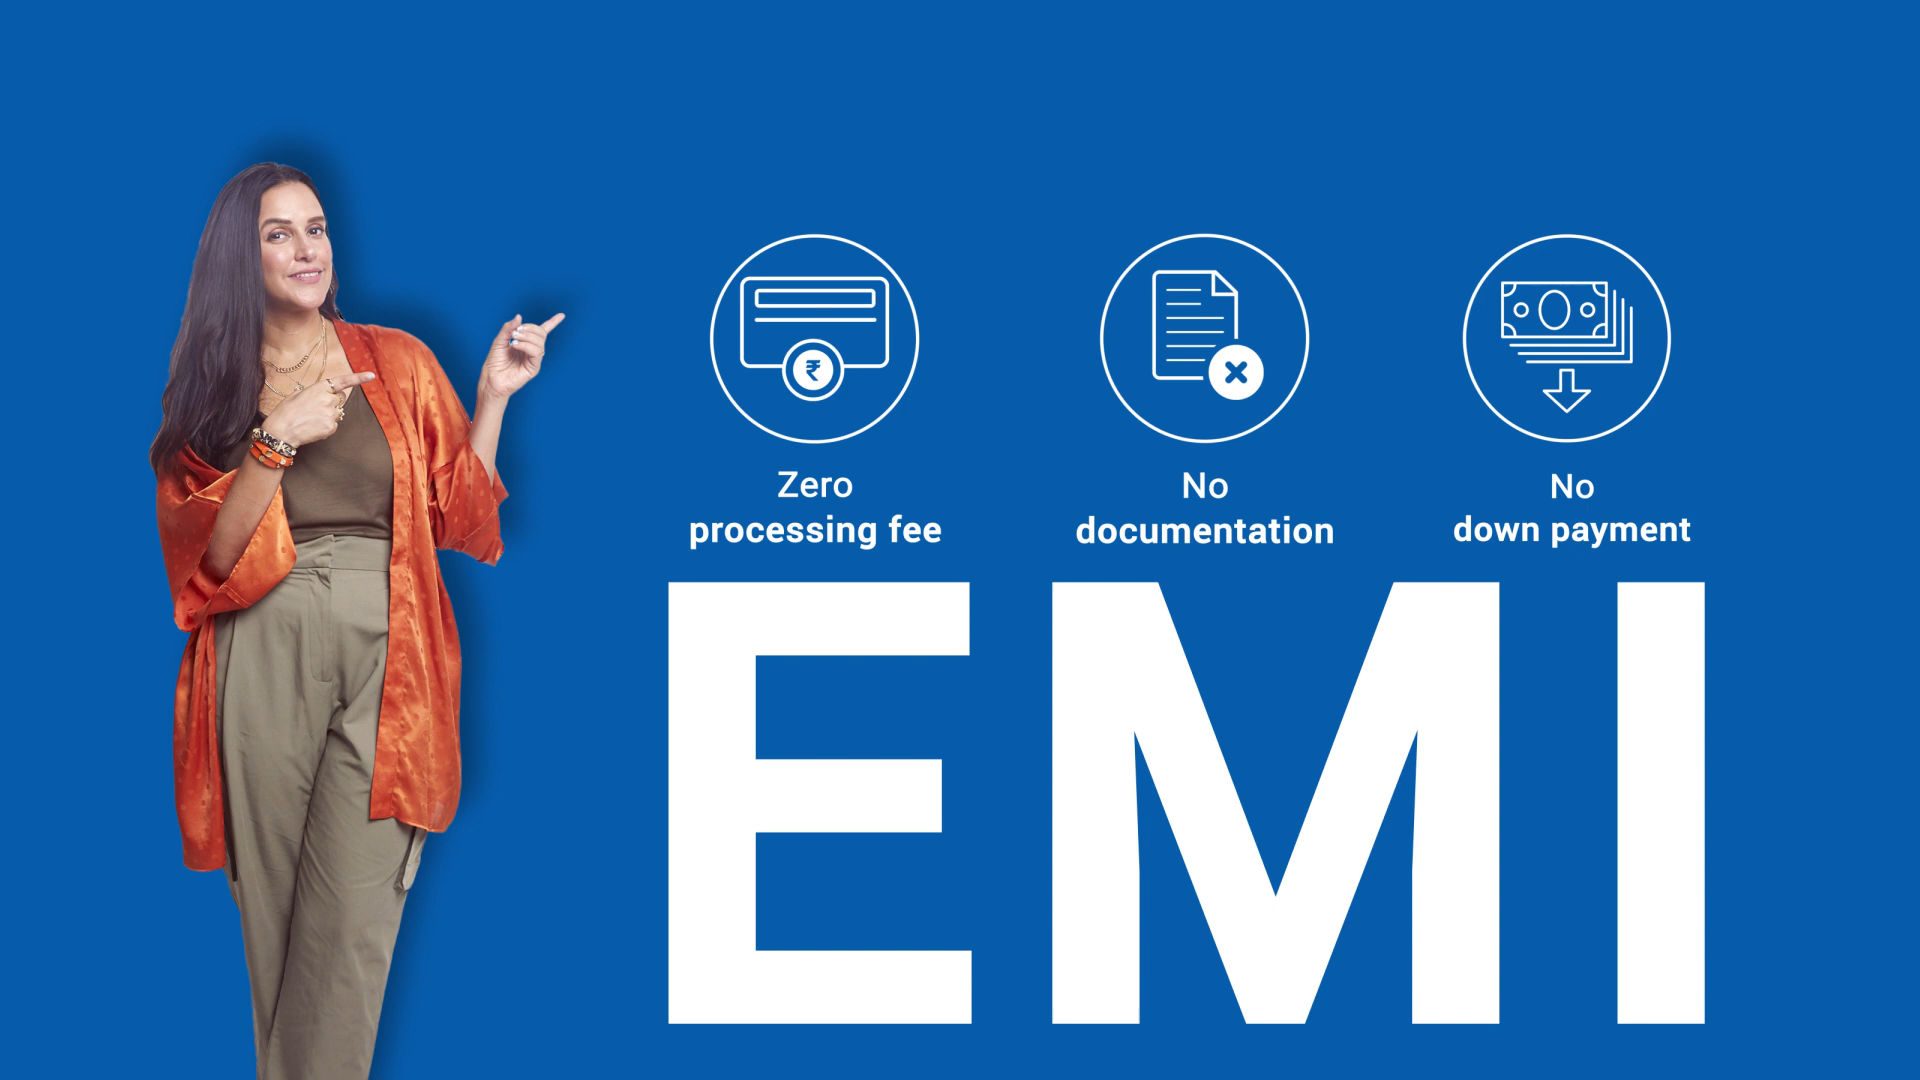 Zero
processing fee
No
documentation
No
down payment
₹
EMI